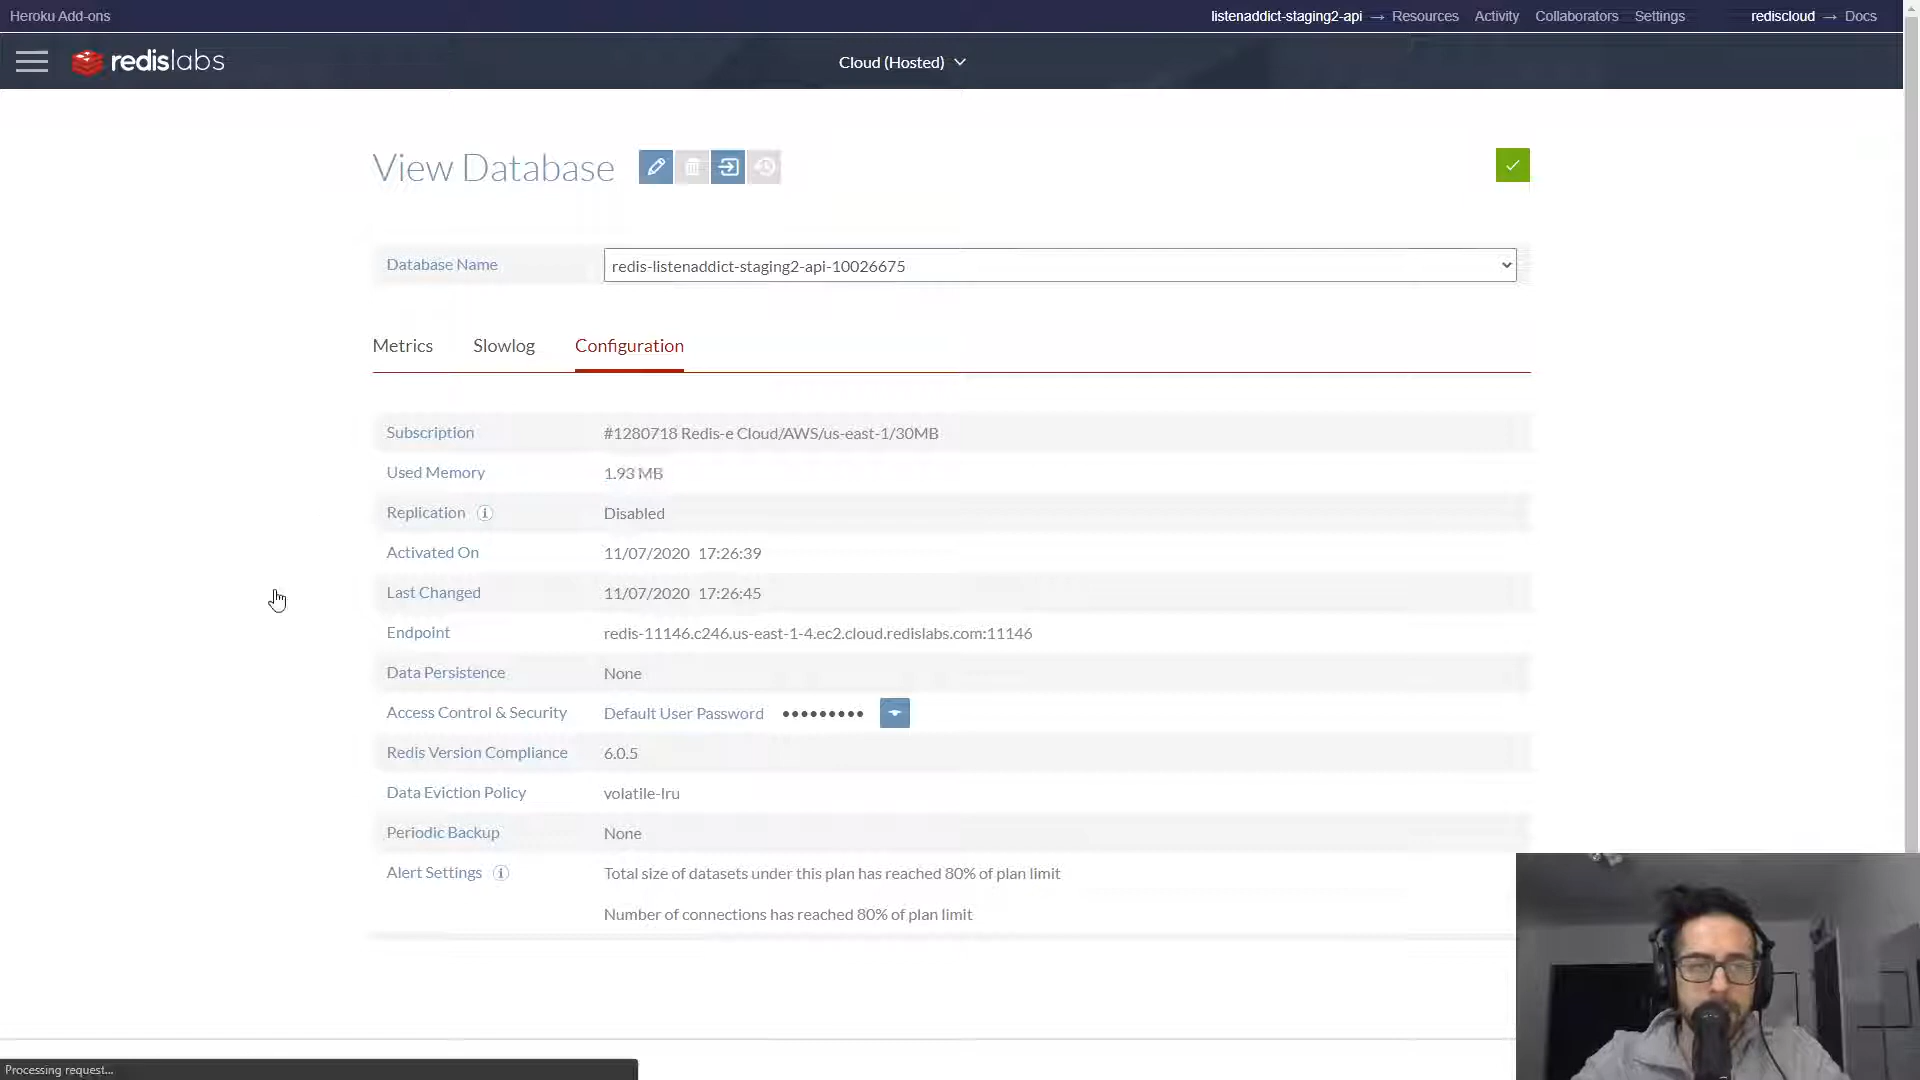 Heroku Add-ons
listenaddict-staging2-api → Resources Activity Collaborators Settings rediscloud → Docs
redislabs
Cloud (Hosted)
View Database
Database Name redis-listenaddict-staging2-api-10026675
Metrics Slowlog Configuration
Subscription #1280718 Redis-e Cloud/AWS/us-east-1/30MB
Used Memory 1.93 MB
Replication Disabled
Activated On 11/07/2020 17:26:39
Last Changed 11/07/2020 17:26:45
Endpoint redis-11146.c246.us-east-1-4.ec2.cloud.redislabs.com:11146
Data Persistence None
Access Control & Security Default User Password •••••••••
Redis Version Compliance 6.0.5
Data Eviction Policy volatile-lru
Periodic Backup None
Alert Settings Total size of datasets under this plan has reached 80% of plan limit
Number of connections has reached 80% of plan limit
Processing request...